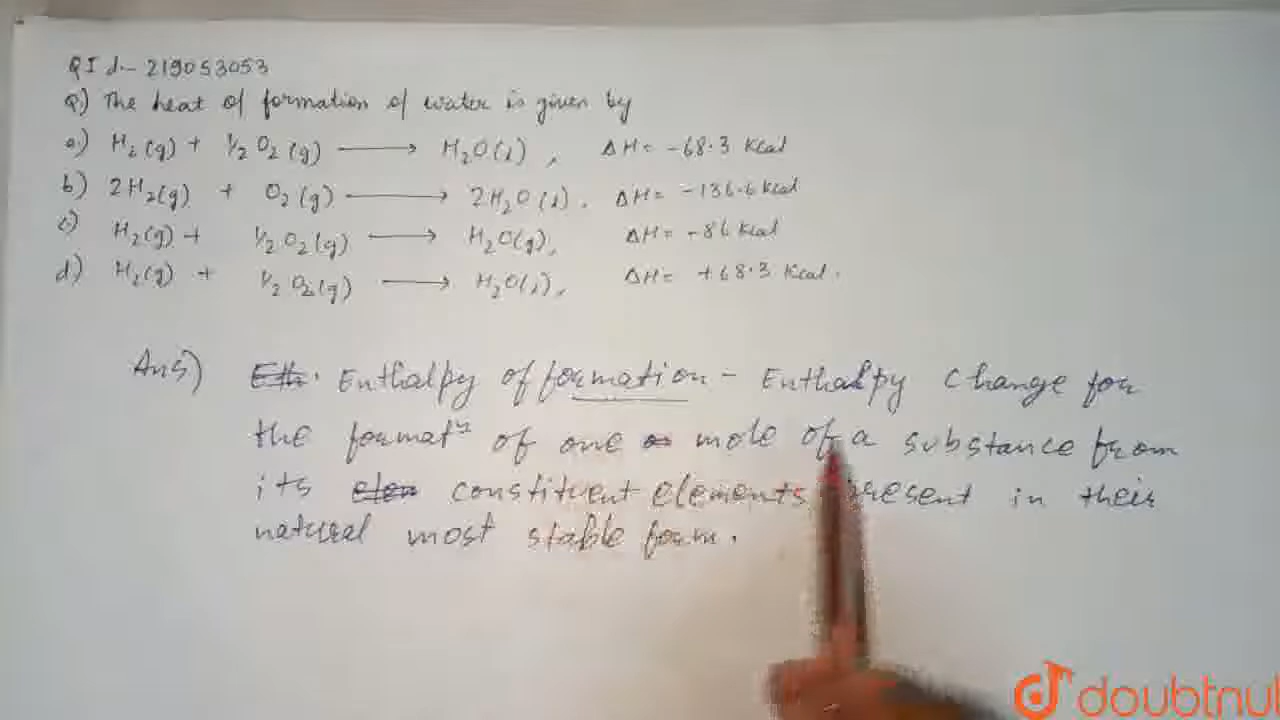 QId - 219053053
Q) The heat of formation of water is given by
a) H₂(g) + 1/2 O₂(g) ⟶ H₂O(l), ΔH = -68.3 Kcal
b) 2H₂(g) + O₂(g) ⟶ 2H₂O(l). ΔH = -136.6 Kcal
c) H₂(g) + 1/2 O₂(g) ⟶ H₂O(g), ΔH = -86 Kcal
d) H₂(g) + 1/2 O₂(g) ⟶ H₂O(l), ΔH = +68.3 Kcal.
Ans) Enthalpy of formation - Enthalpy change for
the formatⁿ of one mole of a substance from
its constituent elements present in their
natural most stable form.
doubtnut